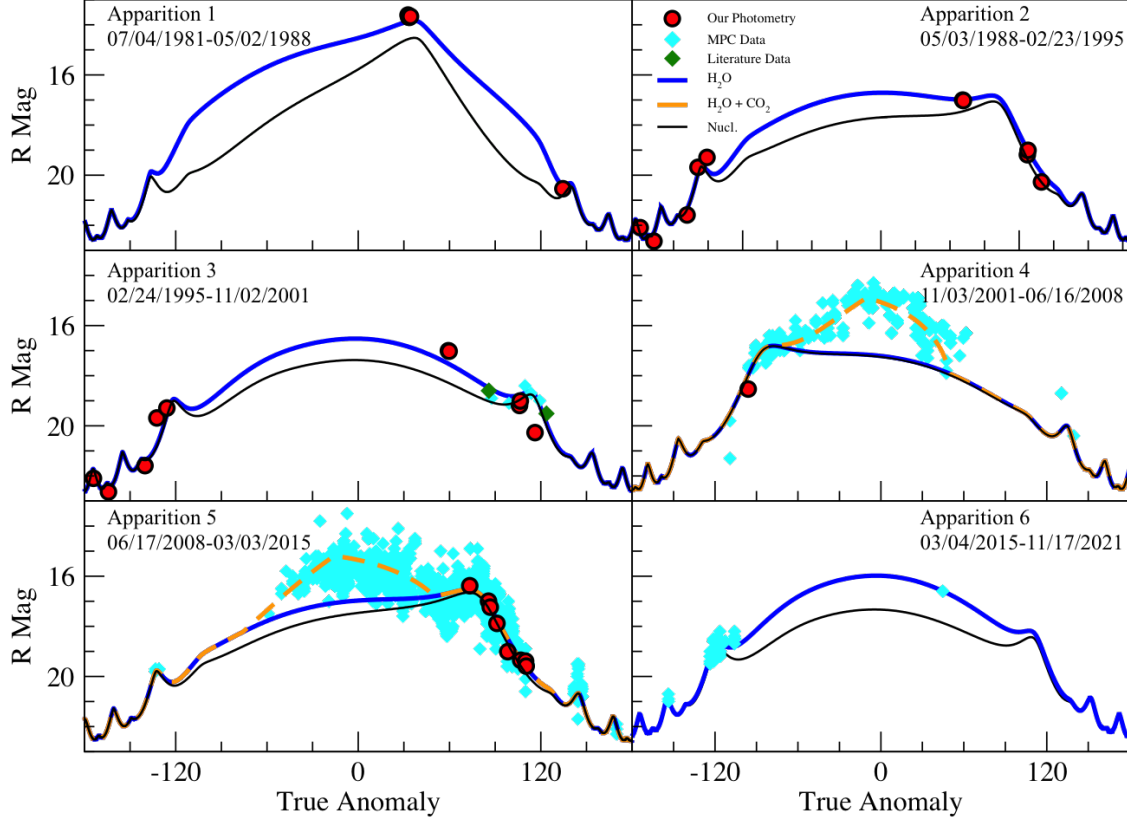 Apparition 1
07/04/1981-05/02/1988
Our Photometry
MPC Data
Literature Data
H2O
H2O + CO2
Nucl.
Apparition 2
05/03/1988-02/23/1995
R Mag
16
20
Apparition 3
02/24/1995-11/02/2001
Apparition 4
11/03/2001-06/16/2008
R Mag
16
20
Apparition 5
06/17/2008-03/03/2015
Apparition 6
03/04/2015-11/17/2021
R Mag
16
20
-120 0 120
-120 0 120
True Anomaly
True Anomaly